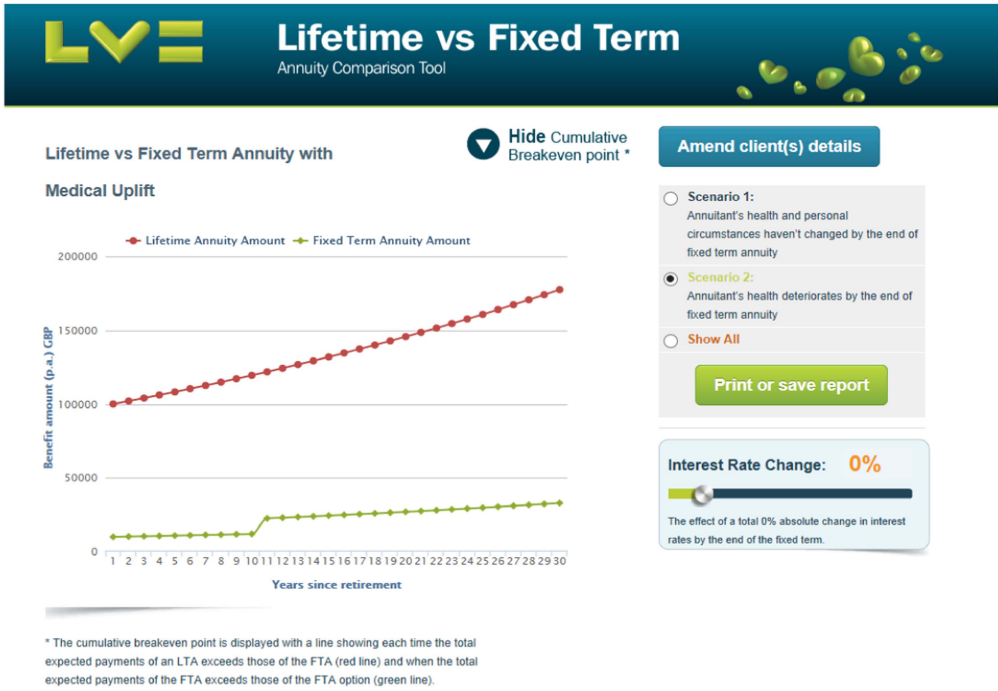 LV=
Lifetime vs Fixed Term
Annuity Comparison Tool
Lifetime vs Fixed Term Annuity with
Medical Uplift
Hide Cumulative
Breakeven point *
Amend client(s) details
Scenario 1:
Annuitant's health and personal
circumstances haven't changed by the end of
fixed term annuity
Scenario 2:
Annuitant's health deteriorates by the end of
fixed term annuity
Show All
Print or save report
Interest Rate Change: 0%
The effect of a total 0% absolute change in interest
rates by the end of the fixed term.
Lifetime Annuity Amount Fixed Term Annuity Amount
Benefit amount (p.a.) GBP
200000
150000
100000
50000
0
1 2 3 4 5 6 7 8 9 10 11 12 13 14 15 16 17 18 19 20 21 22 23 24 25 26 27 28 29 30
Years since retirement
* The cumulative breakeven point is displayed with a line showing each time the total
expected payments of an LTA exceeds those of the FTA (red line) and when the total
expected payments of the FTA exceeds those of the FTA option (green line).